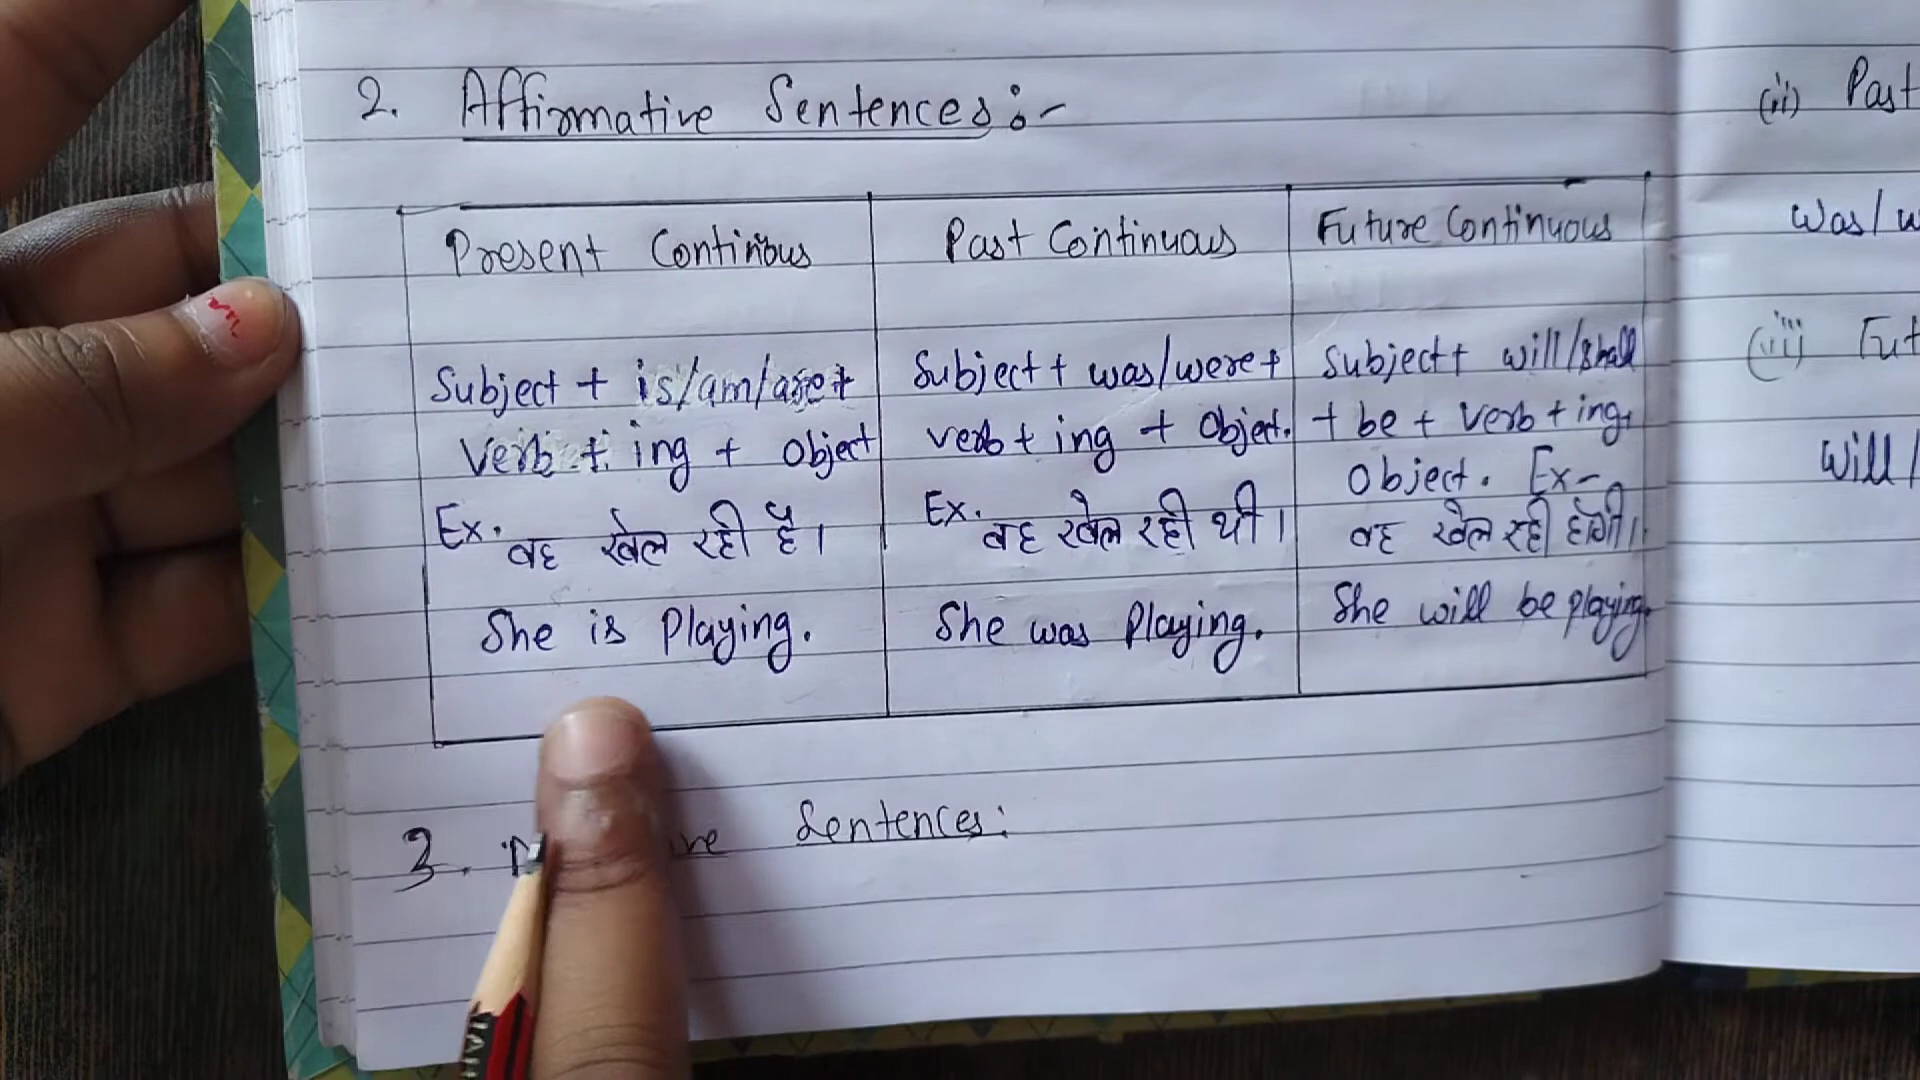 2. Affirmative Sentences :-
Present Continous
Subject + is/am/are +
verb + ing + object
Ex. वह खेल रही है।
She is Playing.
Past Continuous
Subject + was/were +
verb + ing + Object.
Ex. वह खेल रही थी।
She was Playing.
Future Continuous
Subject + will/shall
+ be + verb + ing +
Object. Ex-
वह खेल रही होगी।
She will be playing.
3. Sentences:
(ii) Past
was/
(iii) Fut
will/